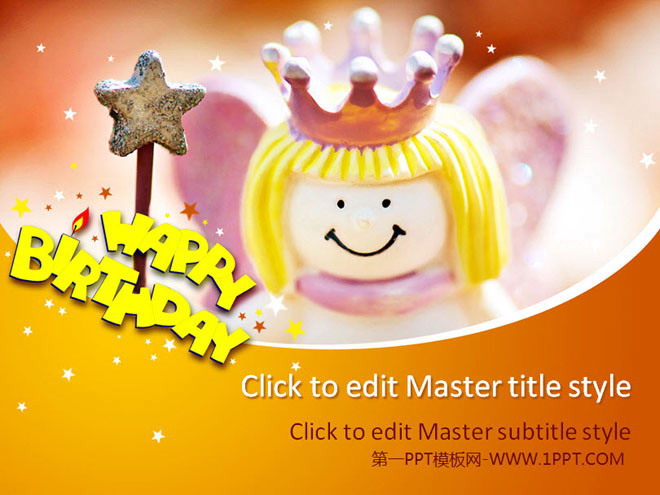 HAPPY
BiRTHDAY
Click to edit Master title style
Click to edit Master subtitle style
第一PPT模板网-WWW.1PPT.COM